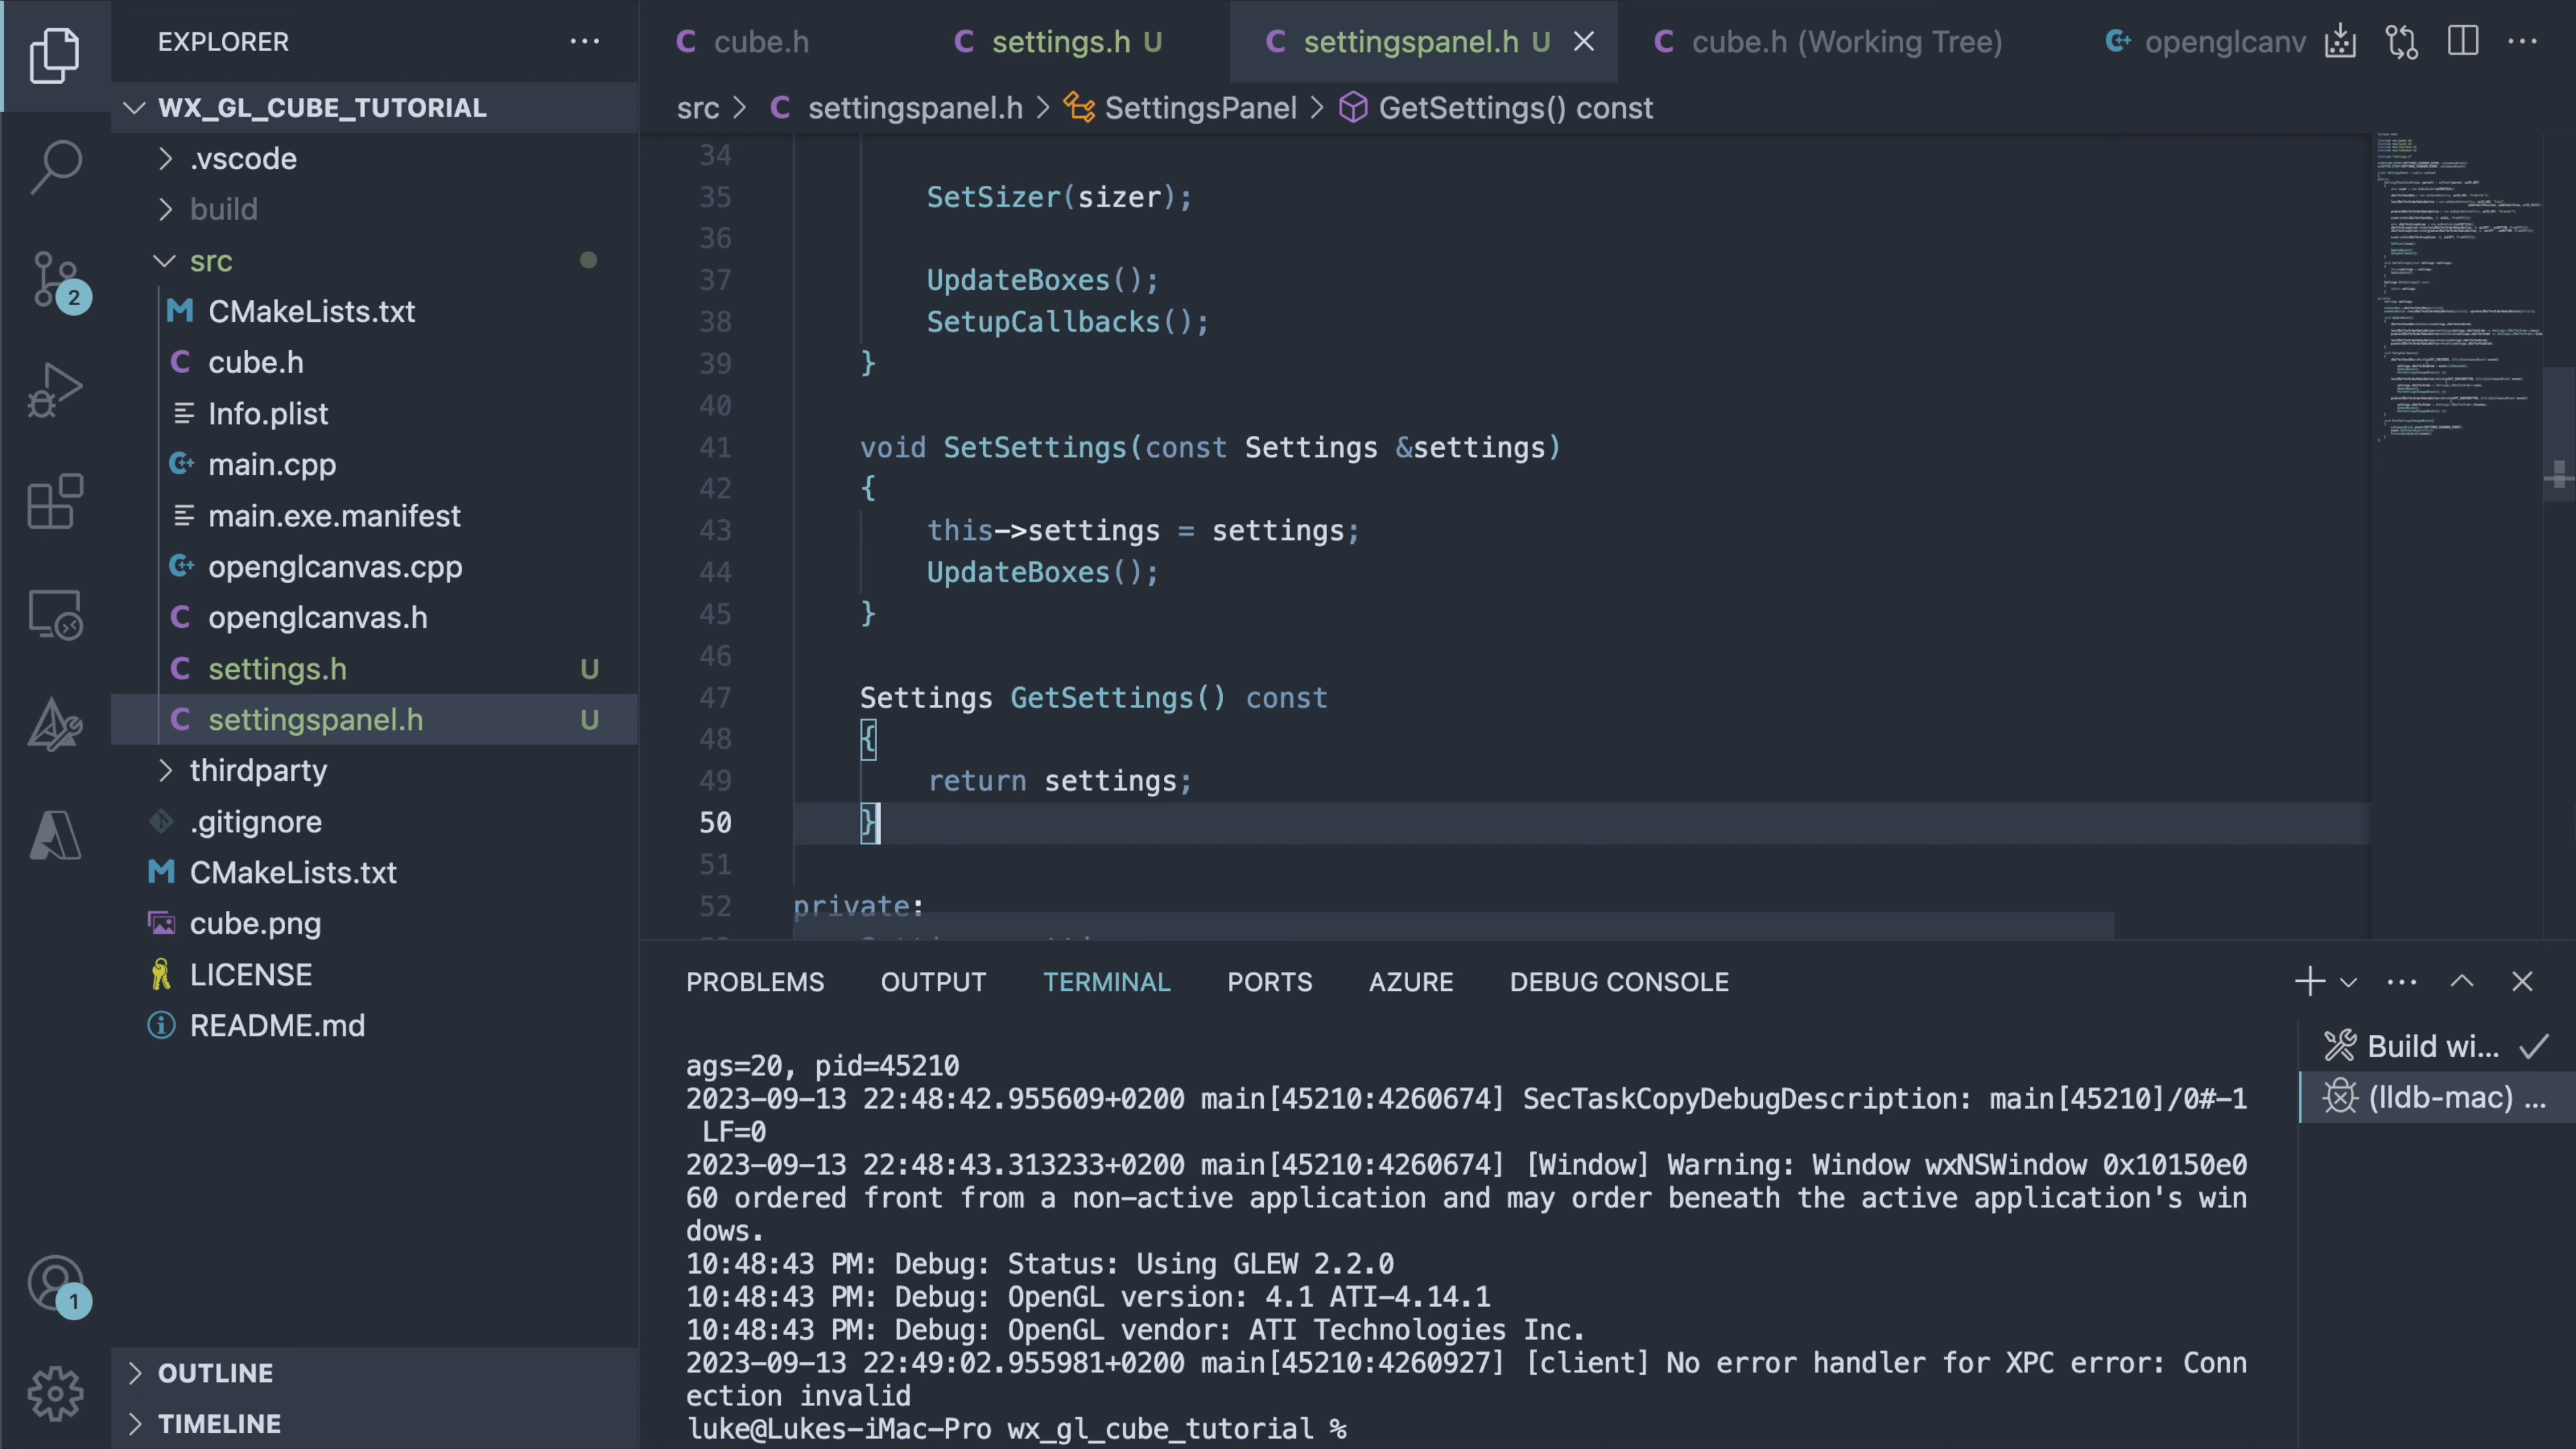 EXPLORER
WX_GL_CUBE_TUTORIAL
.vscode
build
src
CMakeLists.txt
cube.h
Info.plist
main.cpp
main.exe.manifest
openglcanvas.cpp
openglcanvas.h
settings.h U
settingspanel.h U
thirdparty
.gitignore
CMakeLists.txt
cube.png
LICENSE
README.md
OUTLINE
TIMELINE
2
1
cube.h settings.h U settingspanel.h U cube.h (Working Tree) openglcanv
src > settingspanel.h > SettingsPanel > GetSettings() const
34
35 SetSizer(sizer);
36
37 UpdateBoxes();
38 SetupCallbacks();
39 }
40
41 void SetSettings(const Settings &settings)
42 {
43 this->settings = settings;
44 UpdateBoxes();
45 }
46
47 Settings GetSettings() const
48 {
49 return settings;
50 }
51
52 private:
PROBLEMS OUTPUT TERMINAL PORTS AZURE DEBUG CONSOLE
ags=20, pid=45210
2023-09-13 22:48:42.955609+0200 main[45210:4260674] SecTaskCopyDebugDescription: main[45210]/0#-1
LF=0
2023-09-13 22:48:43.313233+0200 main[45210:4260674] [Window] Warning: Window wxNSWindow 0x10150e0
60 ordered front from a non-active application and may order beneath the active application's win
dows.
10:48:43 PM: Debug: Status: Using GLEW 2.2.0
10:48:43 PM: Debug: OpenGL version: 4.1 ATI-4.14.1
10:48:43 PM: Debug: OpenGL vendor: ATI Technologies Inc.
2023-09-13 22:49:02.955981+0200 main[45210:4260927] [client] No error handler for XPC error: Conn
ection invalid
luke@Lukes-iMac-Pro wx_gl_cube_tutorial %
Build wi...
(lldb-mac) ...